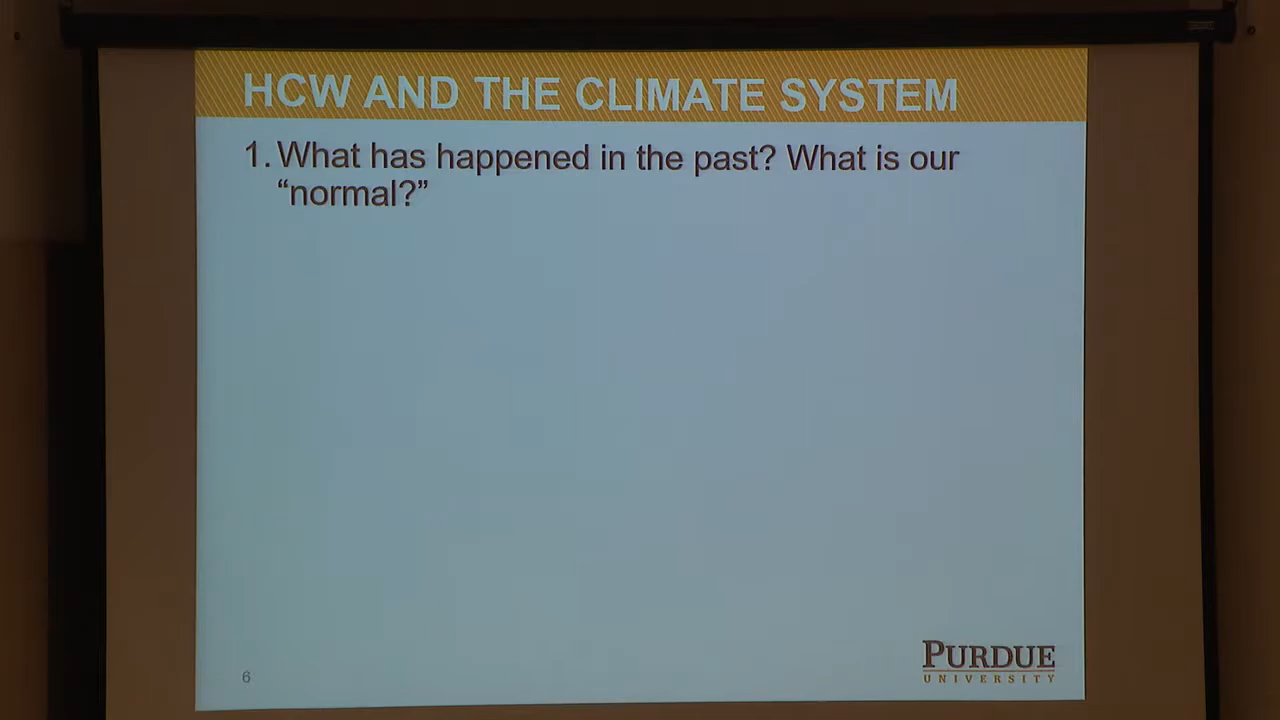 HCW AND THE CLIMATE SYSTEM
1. What has happened in the past? What is our
“normal?”
PURDUE
UNIVERSITY
6